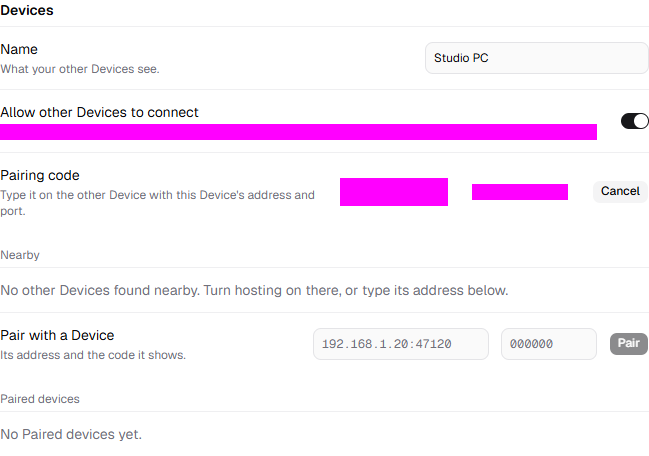 Devices
Name
What your other Devices see.
Studio PC
Allow other Devices to connect
Pairing code
Type it on the other Device with this Device's address and
port.
Cancel
Nearby
No other Devices found nearby. Turn hosting on there, or type its address below.
Pair with a Device
Its address and the code it shows.
192.168.1.20:47120
000000
Pair
Paired devices
No Paired devices yet.